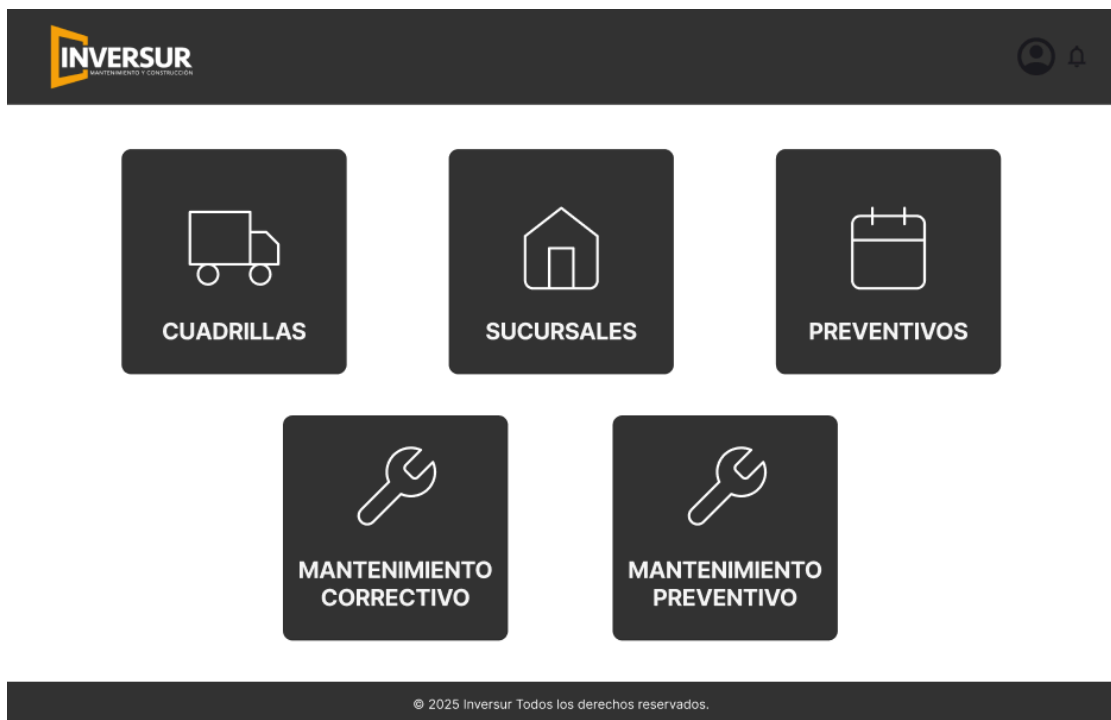 INVERSUR
MANTENIMIENTO Y CONSTRUCCIÓN
CUADRILLAS
SUCURSALES
PREVENTIVOS
MANTENIMIENTO
CORRECTIVO
MANTENIMIENTO
PREVENTIVO
© 2025 Inversur Todos los derechos reservados.